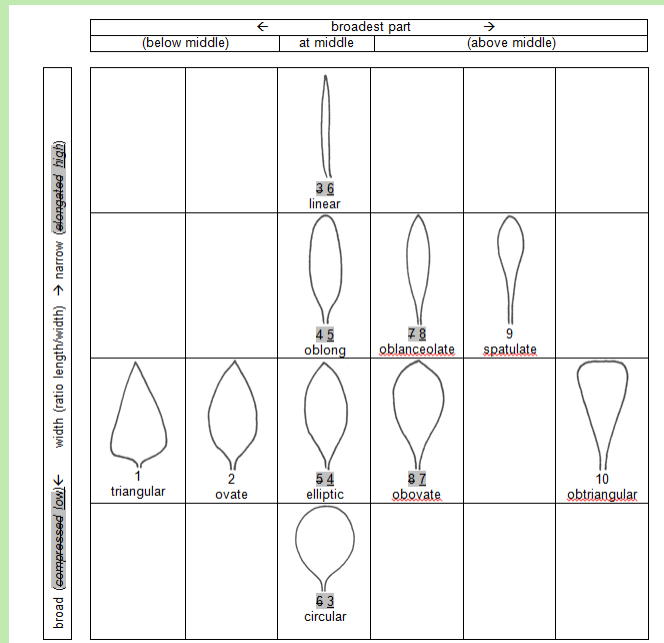 ← broadest part →
(below middle) at middle (above middle)
broad (compressed low)← width (ratio length/width) → narrow (elongated high)
3 6
linear
4 5
oblong
7 8
oblanceolate
9
spatulate
1
triangular
2
ovate
5 4
elliptic
8 7
obovate
10
obtriangular
6 3
circular